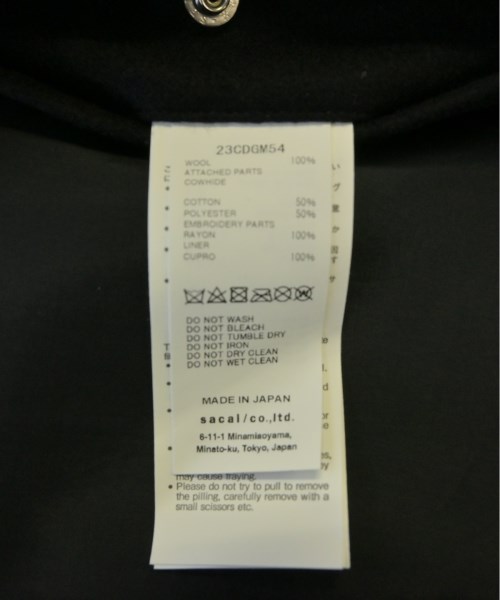 23CDGM54
WOOL 100%
ATTACHED PARTS
COWHIDE
COTTON 50%
POLYESTER 50%
EMBROIDERY PARTS
RAYON 100%
LINER
CUPRO 100%
DO NOT WASH
DO NOT BLEACH
DO NOT TUMBLE DRY
DO NOT IRON
DO NOT DRY CLEAN
DO NOT WET CLEAN
MADE IN JAPAN
sacai/co.,ltd.
6-11-1 Minamiaoyama,
Minato-ku, Tokyo, Japan
may cause fraying.
• Please do not try to pull to remove
the pilling, carefully remove with a
small scissors etc.